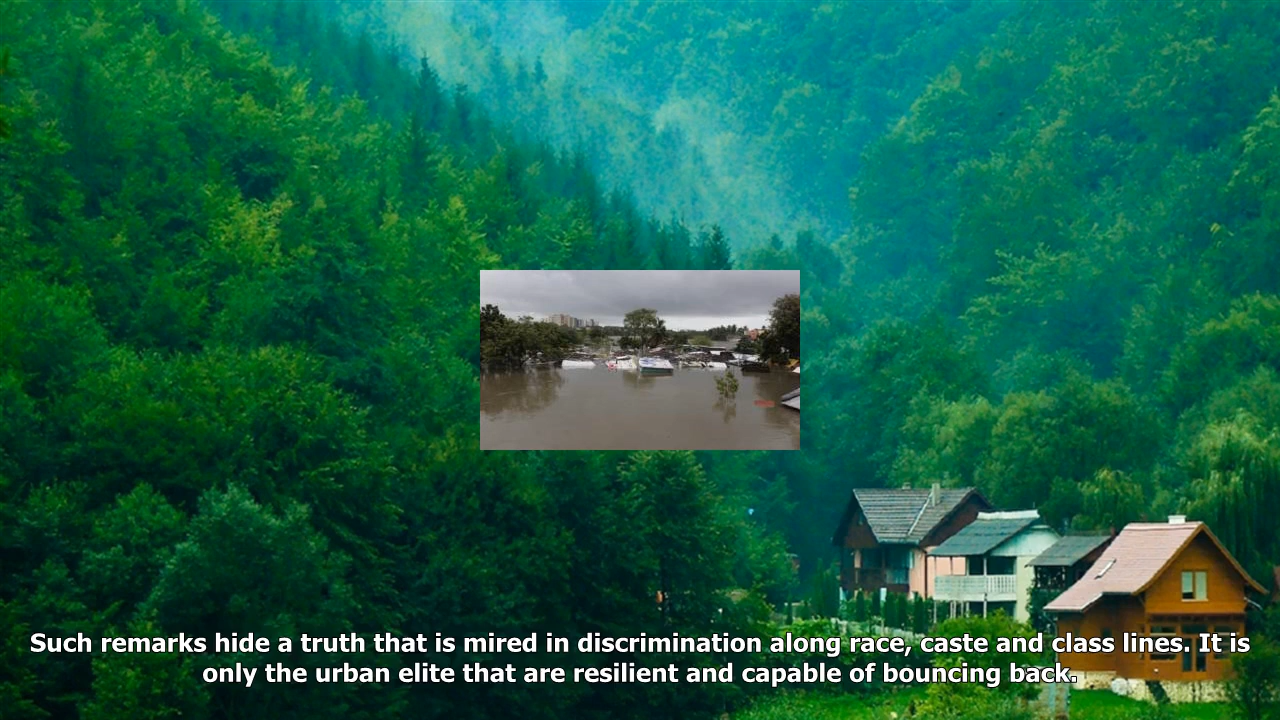 Such remarks hide a truth that is mired in discrimination along race, caste and class lines. It is
only the urban elite that are resilient and capable of bouncing back.